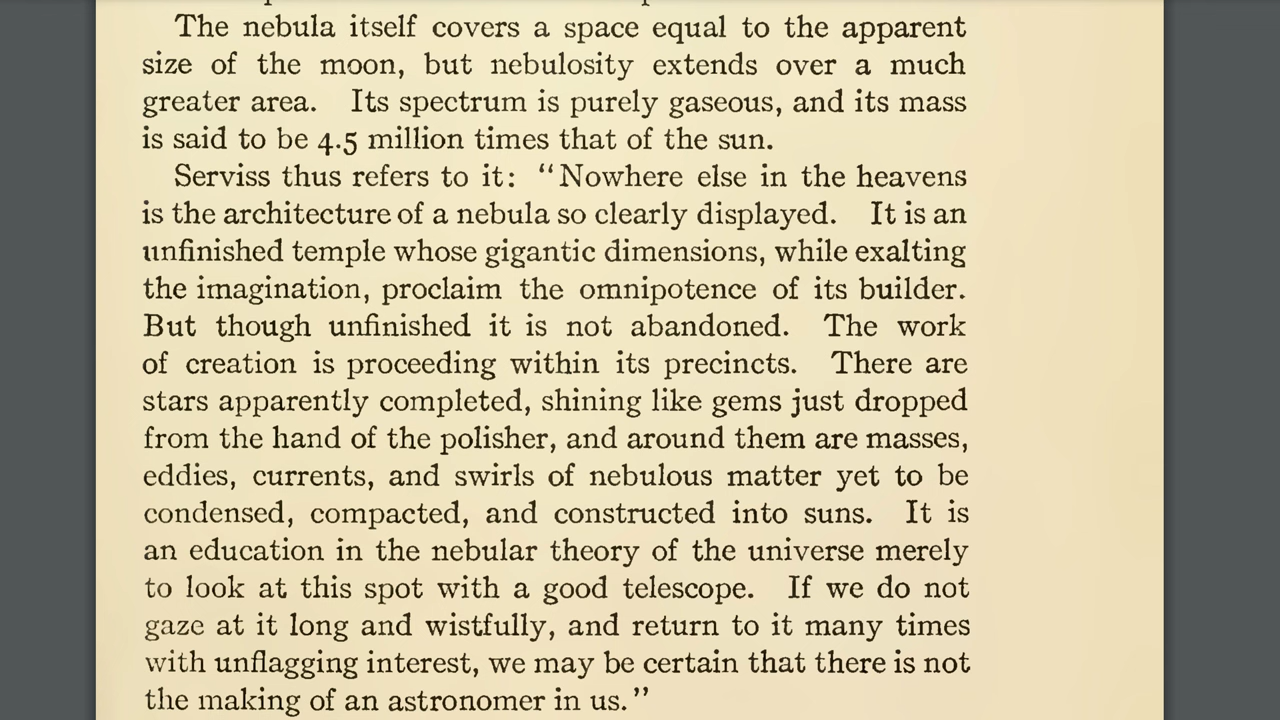 The nebula itself covers a space equal to the apparent
size of the moon, but nebulosity extends over a much
greater area. Its spectrum is purely gaseous, and its mass
is said to be 4.5 million times that of the sun.
Serviss thus refers to it: “Nowhere else in the heavens
is the architecture of a nebula so clearly displayed. It is an
unfinished temple whose gigantic dimensions, while exalting
the imagination, proclaim the omnipotence of its builder.
But though unfinished it is not abandoned. The work
of creation is proceeding within its precincts. There are
stars apparently completed, shining like gems just dropped
from the hand of the polisher, and around them are masses,
eddies, currents, and swirls of nebulous matter yet to be
condensed, compacted, and constructed into suns. It is
an education in the nebular theory of the universe merely
to look at this spot with a good telescope. If we do not
gaze at it long and wistfully, and return to it many times
with unflagging interest, we may be certain that there is not
the making of an astronomer in us.”